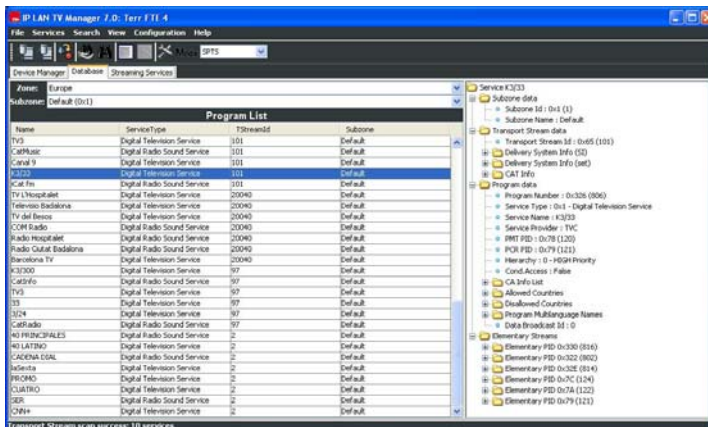 IP LAN TV Manager 7.0: Terr FTE 4
File Services Search View Configuration Help
Mode SPTS
Device Manager Database Streaming Services
Zone: Europe
Subzone: Default (0x1)
Program List
Name ServiceType TStreamId Subzone
TV3 Digital Television Service 101 Default
CatMusic Digital Radio Sound Service 101 Default
Canal 9 Digital Television Service 101 Default
K3/33 Digital Television Service 101 Default
iCat fm Digital Radio Sound Service 101 Default
TV L'Hospitalet Digital Television Service 20040 Default
Televisio Badalona Digital Television Service 20040 Default
TV del Besos Digital Television Service 20040 Default
COM Radio Digital Radio Sound Service 20040 Default
Radio Hospitalet Digital Radio Sound Service 20040 Default
Radio Ciutat Badalona Digital Radio Sound Service 20040 Default
Barcelona TV Digital Television Service 20040 Default
K3/300 Digital Television Service 97 Default
CatInfo Digital Radio Sound Service 97 Default
TV3 Digital Television Service 97 Default
33 Digital Television Service 97 Default
3/24 Digital Television Service 97 Default
CatRadio Digital Radio Sound Service 97 Default
40 PRINCIPALES Digital Radio Sound Service 2 Default
40 LATINO Digital Television Service 2 Default
CADENA DIAL Digital Radio Sound Service 2 Default
laSexta Digital Television Service 2 Default
PROMO Digital Television Service 2 Default
CUATRO Digital Television Service 2 Default
SER Digital Radio Sound Service 2 Default
CNN+ Digital Television Service 2 Default
Transport Stream scan success: 10 services
Service K3/33
Subzone data
Subzone Id : 0x1 (1)
Subzone Name : Default
Transport Stream data
Transport Stream Id : 0x65 (101)
Delivery System Info (SI)
Delivery System Info (set)
CAT Info
Program data
Program Number : 0x326 (806)
Service Type : 0x1 - Digital Television Service
Service Name : K3/33
Service Provider : TVC
PMT PID : 0x78 (120)
PCR PID : 0x79 (121)
Hierarchy : 0 - HIGH Priority
Cond.Access : False
CA Info List
Allowed Countries
Disallowed Countries
Program Multilanguage Names
Data Broadcast Id : 0
Elementary Streams
Elementary PID 0x330 (816)
Elementary PID 0x322 (802)
Elementary PID 0x32E (814)
Elementary PID 0x7C (124)
Elementary PID 0x7A (122)
Elementary PID 0x79 (121)